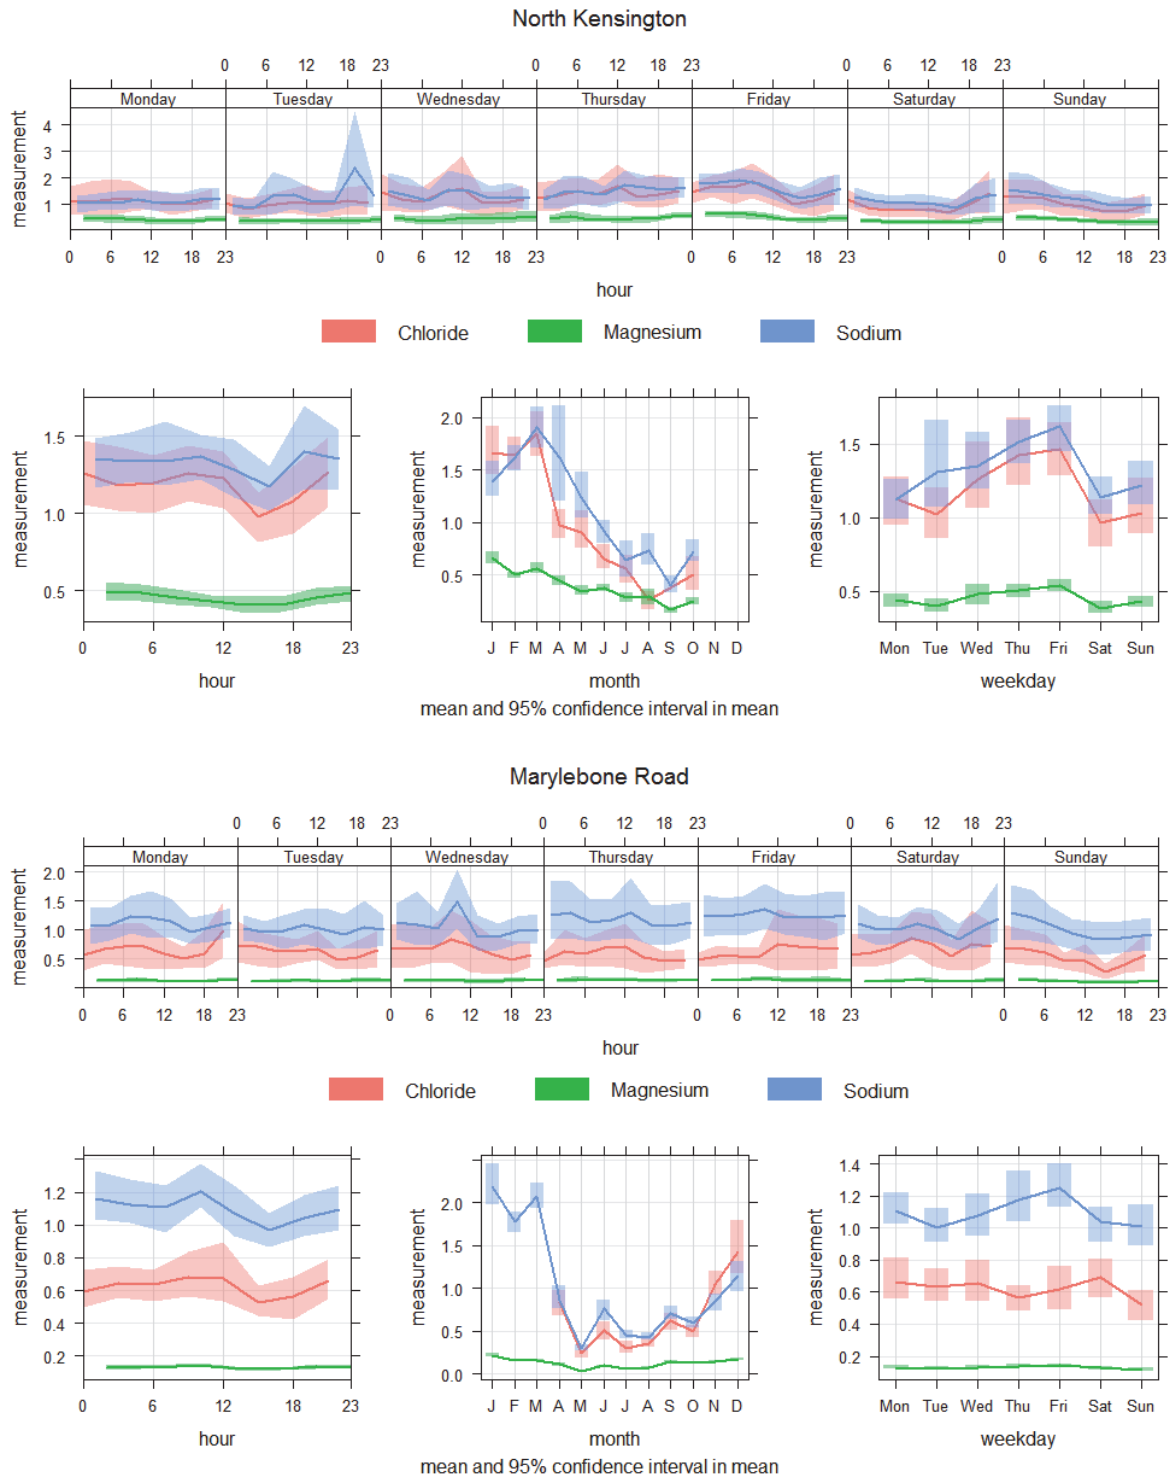 North Kensington
0 6 12 18 23 0 6 12 18 23 0 6 12 18 23
Monday Tuesday Wednesday Thursday Friday Saturday Sunday
measurement
4
3
2
1
0 6 12 18 23 0 6 12 18 23 0 6 12 18 23 0 6 12 18 23
hour
Chloride Magnesium Sodium
measurement
1.5
1.0
0.5
0 6 12 18 23
hour
measurement
2.0
1.5
1.0
0.5
J F M A M J J A S O N D
month
measurement
1.5
1.0
0.5
Mon Tue Wed Thu Fri Sat Sun
weekday
mean and 95% confidence interval in mean
Marylebone Road
0 6 12 18 23 0 6 12 18 23 0 6 12 18 23
Monday Tuesday Wednesday Thursday Friday Saturday Sunday
measurement
2.0
1.5
1.0
0.5
0 6 12 18 23 0 6 12 18 23 0 6 12 18 23 0 6 12 18 23
hour
Chloride Magnesium Sodium
measurement
1.2
1.0
0.8
0.6
0.4
0.2
0 6 12 18 23
hour
measurement
2.0
1.5
1.0
0.5
0.0
J F M A M J J A S O N D
month
measurement
1.4
1.2
1.0
0.8
0.6
0.4
0.2
Mon Tue Wed Thu Fri Sat Sun
weekday
mean and 95% confidence interval in mean